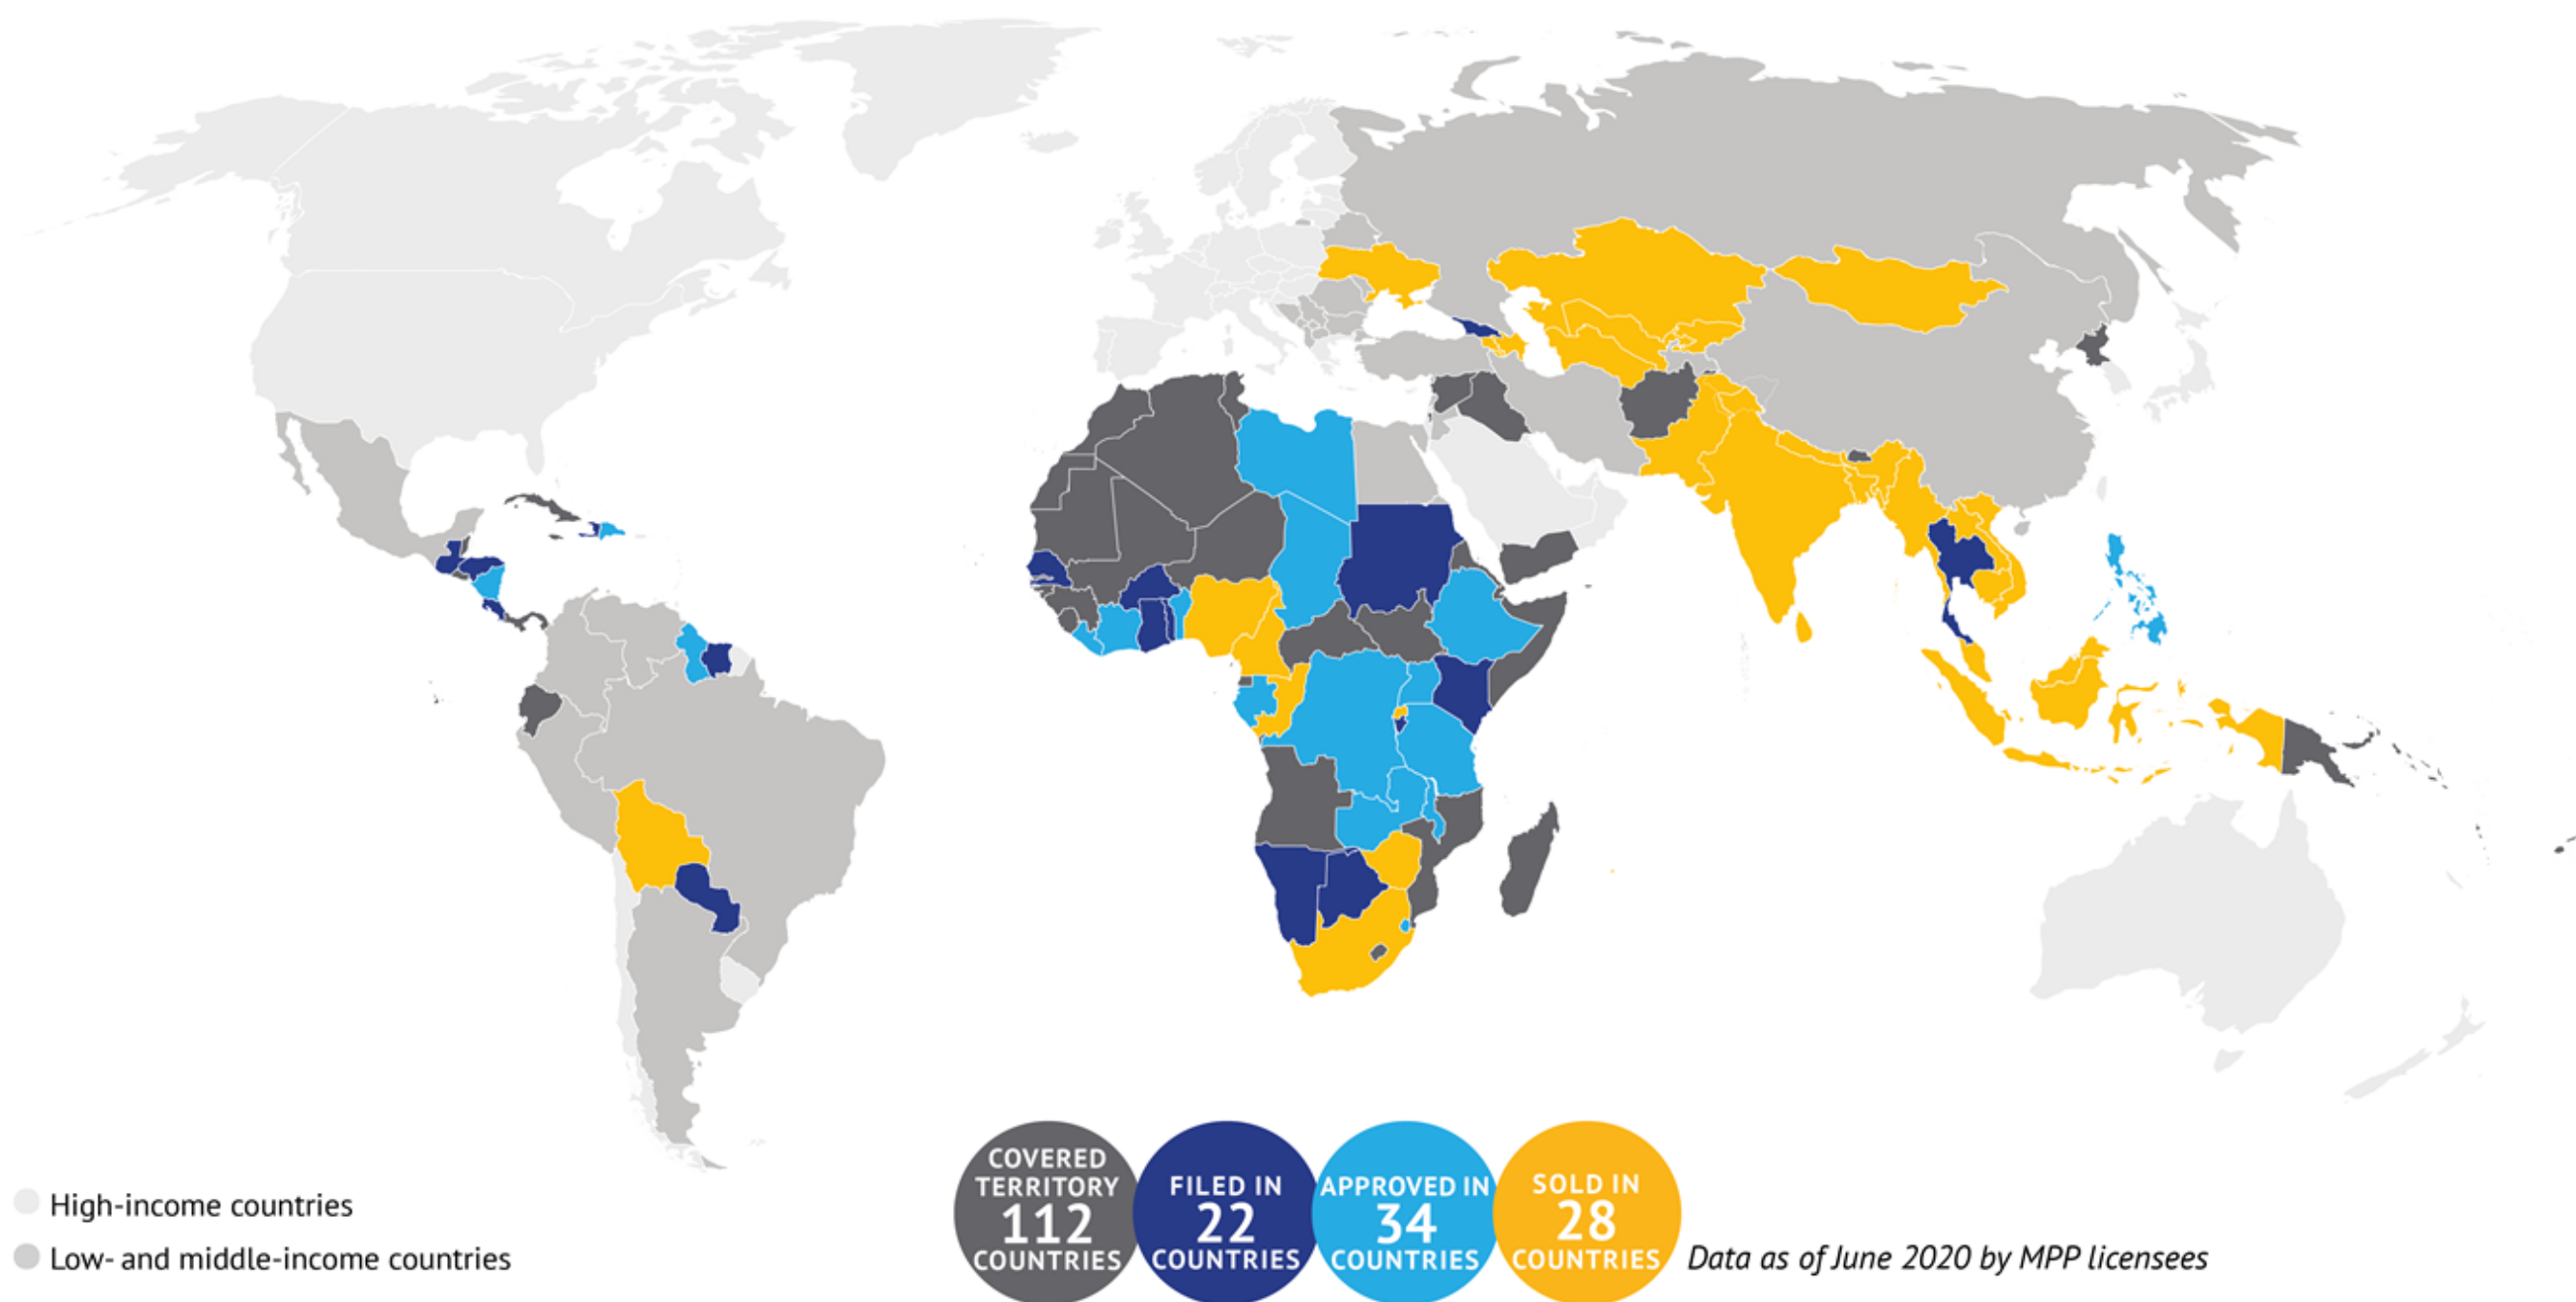 High-income countries
Low- and middle-income countries
COVERED
TERRITORY
112
COUNTRIES
FILED IN
22
COUNTRIES
APPROVED IN
34
COUNTRIES
SOLD IN
28
COUNTRIES
Data as of June 2020 by MPP licensees